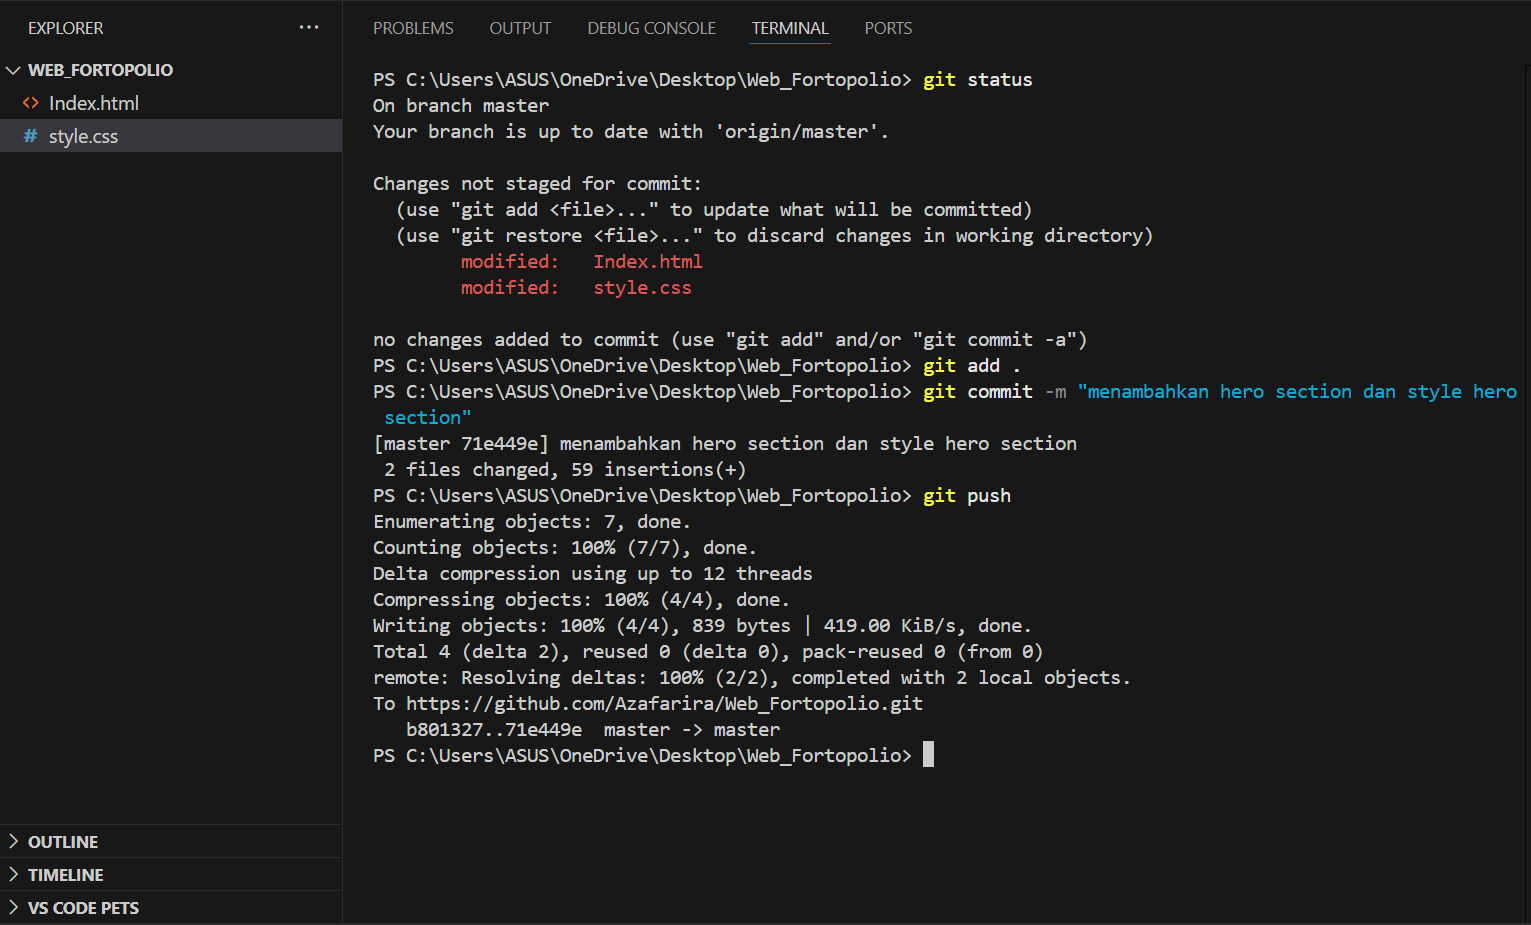 EXPLORER
WEB_FORTOPOLIO
<> Index.html
# style.css
OUTLINE
TIMELINE
VS CODE PETS
PROBLEMS OUTPUT DEBUG CONSOLE TERMINAL PORTS
PS C:\Users\ASUS\OneDrive\Desktop\Web_Fortopolio> git status
On branch master
Your branch is up to date with 'origin/master'.
Changes not staged for commit:
  (use "git add <file>..." to update what will be committed)
  (use "git restore <file>..." to discard changes in working directory)
        modified:   Index.html
        modified:   style.css
no changes added to commit (use "git add" and/or "git commit -a")
PS C:\Users\ASUS\OneDrive\Desktop\Web_Fortopolio> git add .
PS C:\Users\ASUS\OneDrive\Desktop\Web_Fortopolio> git commit -m "menambahkan hero section dan style hero
 section"
[master 71e449e] menambahkan hero section dan style hero section
 2 files changed, 59 insertions(+)
PS C:\Users\ASUS\OneDrive\Desktop\Web_Fortopolio> git push
Enumerating objects: 7, done.
Counting objects: 100% (7/7), done.
Delta compression using up to 12 threads
Compressing objects: 100% (4/4), done.
Writing objects: 100% (4/4), 839 bytes | 419.00 KiB/s, done.
Total 4 (delta 2), reused 0 (delta 0), pack-reused 0 (from 0)
remote: Resolving deltas: 100% (2/2), completed with 2 local objects.
To https://github.com/Azafarira/Web_Fortopolio.git
   b801327..71e449e  master -> master
PS C:\Users\ASUS\OneDrive\Desktop\Web_Fortopolio>